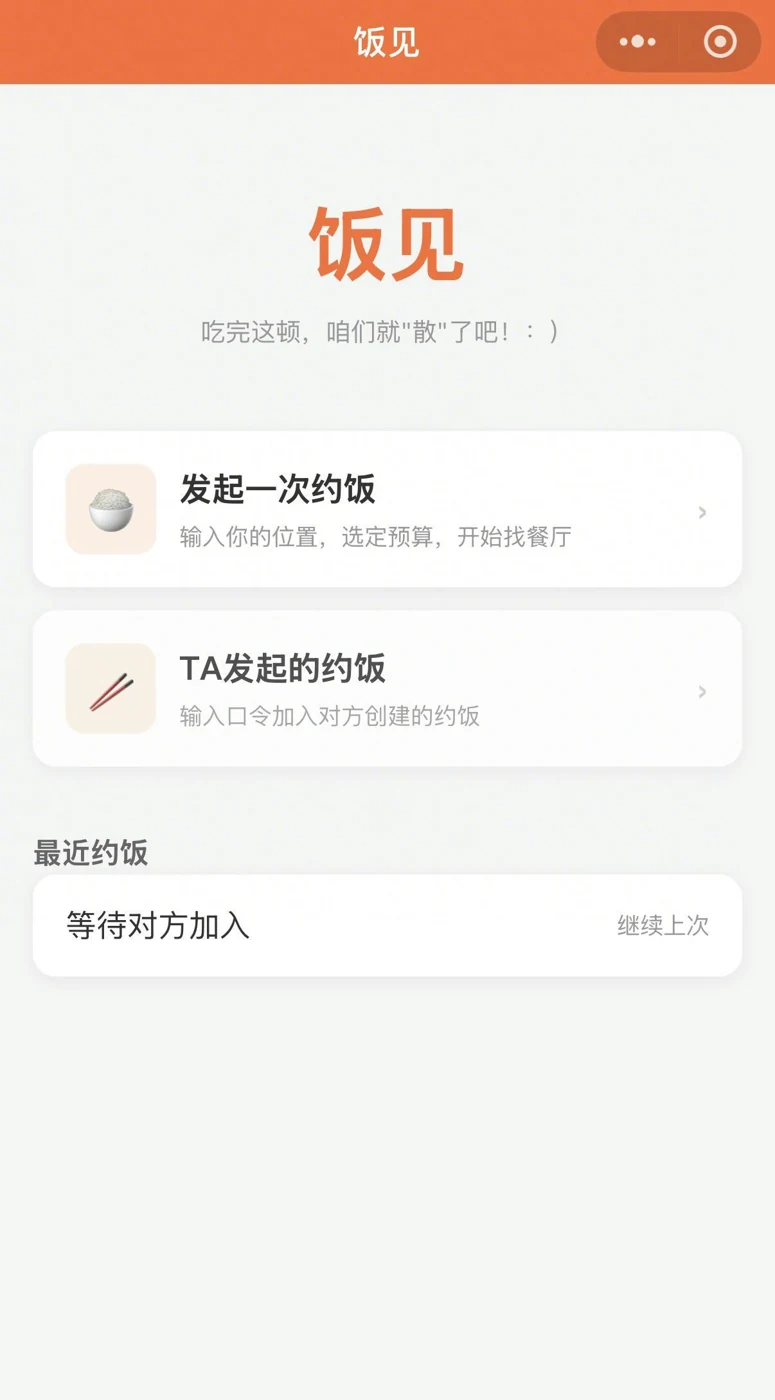 饭见
饭见
吃完这顿，咱们就"散"了吧！：）
发起一次约饭
输入你的位置，选定预算，开始找餐厅
TA发起的约饭
输入口令加入对方创建的约饭
最近约饭
等待对方加入
继续上次